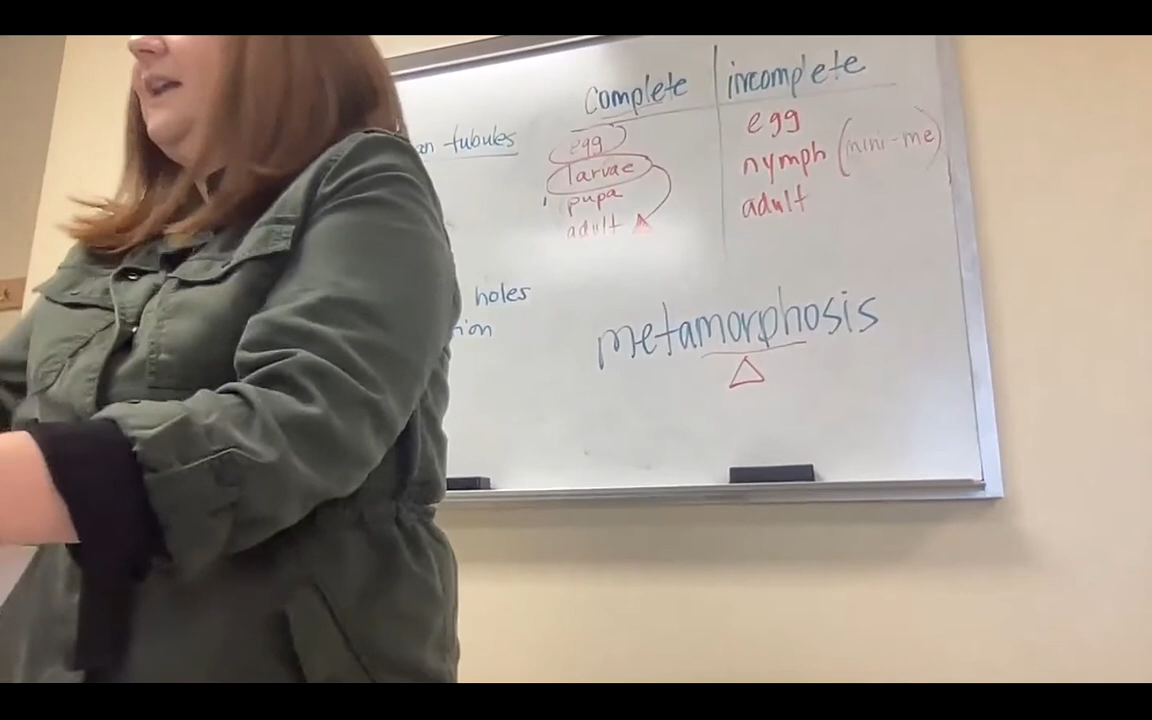 tubules
holes
complete | incomplete
egg
larvae
pupa
adult
egg
nymph (mini-me)
adult
metamorphosis